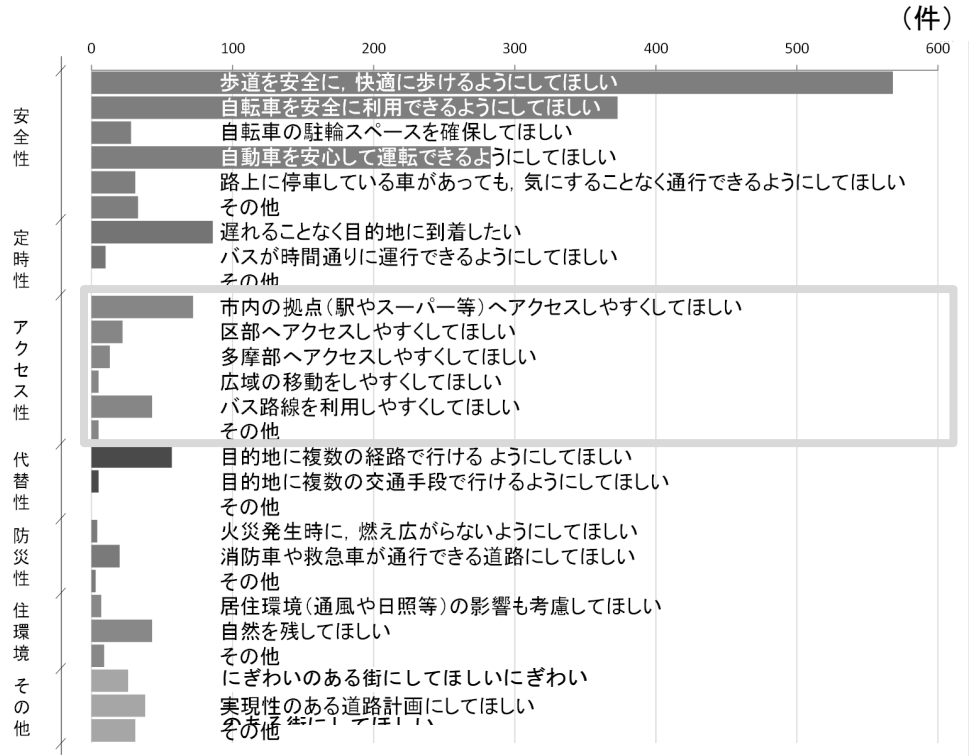 （件）
0 100 200 300 400 500 600
安全性
歩道を安全に，快適に歩けるようにしてほしい
自転車を安全に利用できるようにしてほしい
自転車の駐輪スペースを確保してほしい
自動車を安心して運転できるようにしてほしい
路上に停車している車があっても，気にすることなく通行できるようにしてほしい
その他
定時性
遅れることなく目的地に到着したい
バスが時間通りに運行できるようにしてほしい
その他
アクセス性
市内の拠点（駅やスーパー等）へアクセスしやすくしてほしい
区部へアクセスしやすくしてほしい
多摩部へアクセスしやすくしてほしい
広域の移動をしやすくしてほしい
バス路線を利用しやすくしてほしい
その他
代替性
目的地に複数の経路で行ける ようにしてほしい
目的地に複数の交通手段で行けるようにしてほしい
その他
防災性
火災発生時に，燃え広がらないようにしてほしい
消防車や救急車が通行できる道路にしてほしい
その他
住環境
居住環境（通風や日照等）の影響も考慮してほしい
自然を残してほしい
その他
その他
にぎわいのある街にしてほしいにぎわい
実現性のある道路計画にしてほしい
のある街にしてほしい
その他